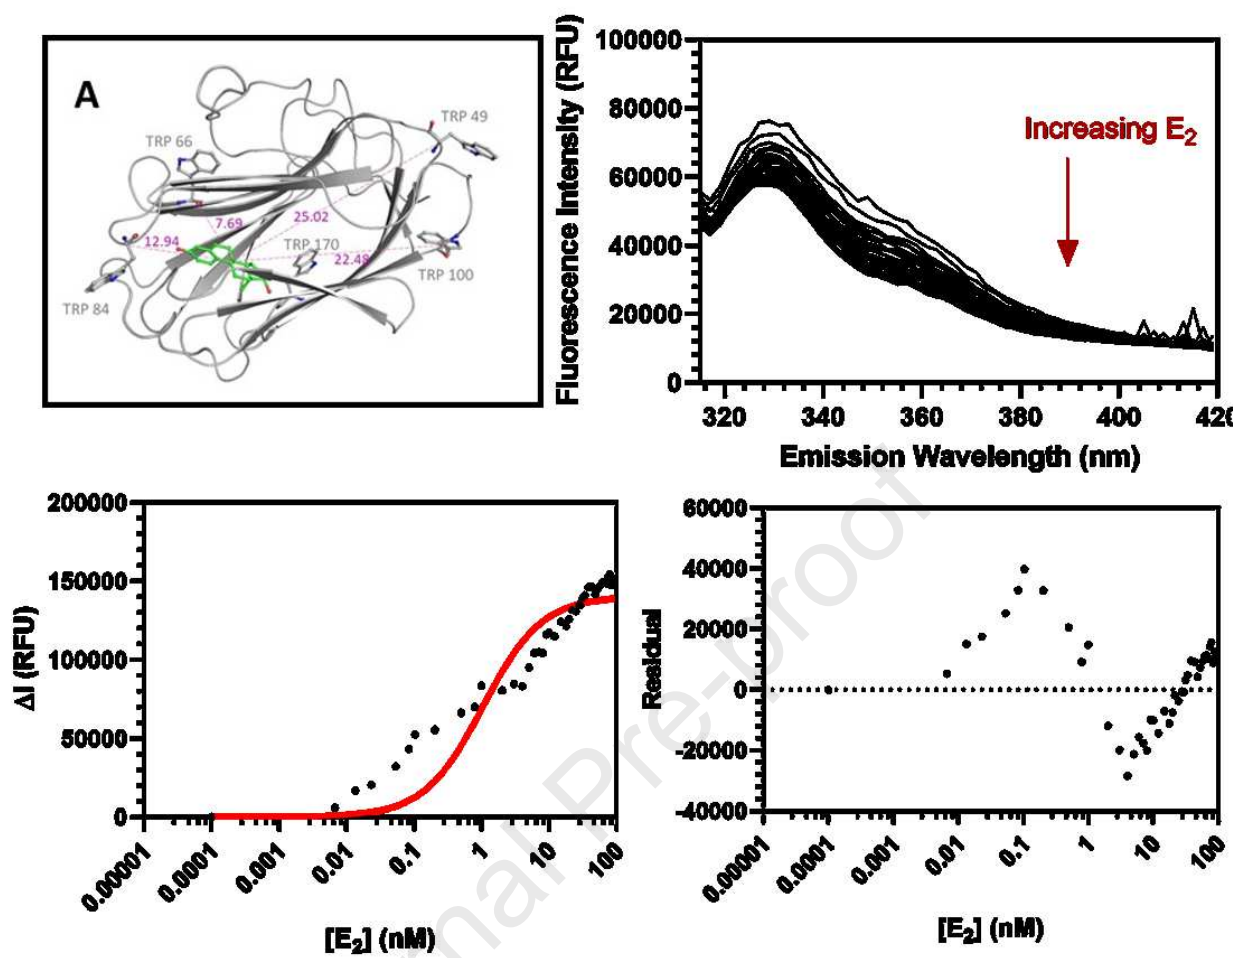 A
TRP 49
TRP 66
7.69
25.02
12.94
TRP 170
22.48
TRP 100
TRP 84
Fluorescence Intensity (RFU)
100000
80000
60000
40000
20000
0
Increasing E₂
320 340 360 380 400 420
Emission Wavelength (nm)
ΔI (RFU)
200000
150000
100000
50000
0
0.00001 0.0001 0.001 0.01 0.1 1 10 100
[E₂] (nM)
Residual
60000
40000
20000
0
-20000
-40000
0.00001 0.0001 0.001 0.01 0.1 1 10 100
[E₂] (nM)
nal Pre-proof